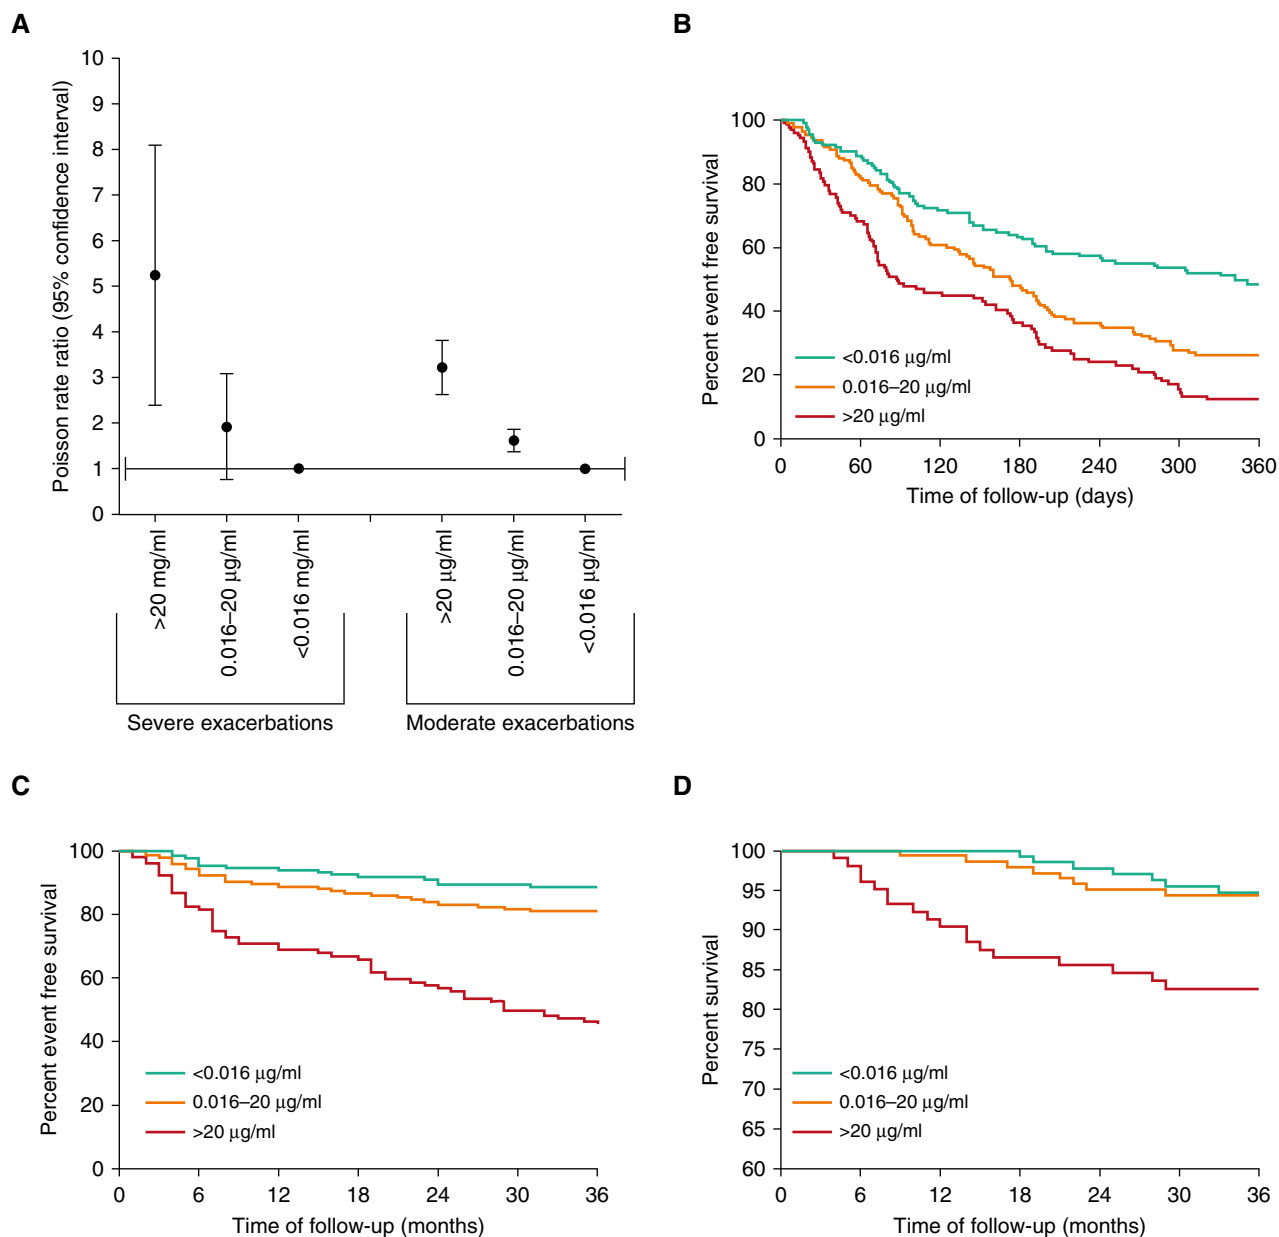 A
Poisson rate ratio (95% confidence interval)
10
9
8
7
6
5
4
3
2
1
0
>20 mg/ml
0.016–20 μg/ml
<0.016 mg/ml
>20 μg/ml
0.016–20 μg/ml
<0.016 μg/ml
Severe exacerbations
Moderate exacerbations
B
Percent event free survival
100
80
60
40
20
0
<0.016 μg/ml
0.016–20 μg/ml
>20 μg/ml
0 60 120 180 240 300 360
Time of follow-up (days)
C
Percent event free survival
100
80
60
40
20
0
<0.016 μg/ml
0.016–20 μg/ml
>20 μg/ml
0 6 12 18 24 30 36
Time of follow-up (months)
D
Percent survival
100
95
90
85
80
75
70
65
60
<0.016 μg/ml
0.016–20 μg/ml
>20 μg/ml
0 6 12 18 24 30 36
Time of follow-up (months)